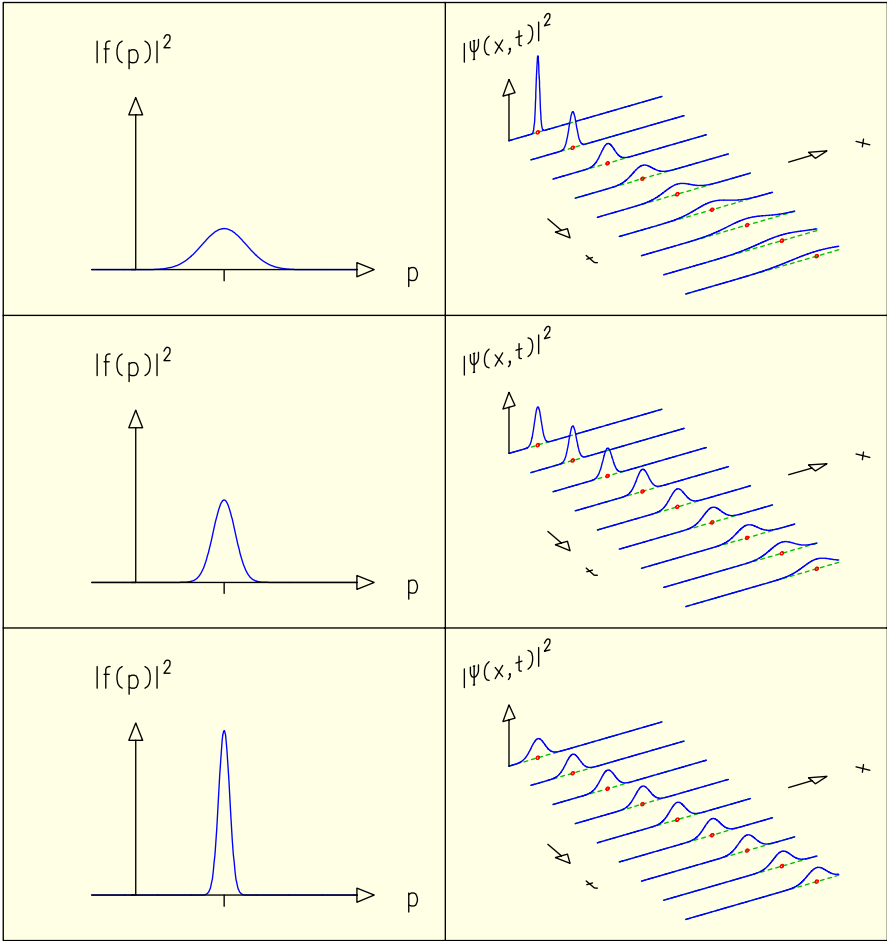 |f(p)|²
p
|Ψ(x,t)|²
x
t
|f(p)|²
p
|Ψ(x,t)|²
x
t
|f(p)|²
p
|Ψ(x,t)|²
x
t